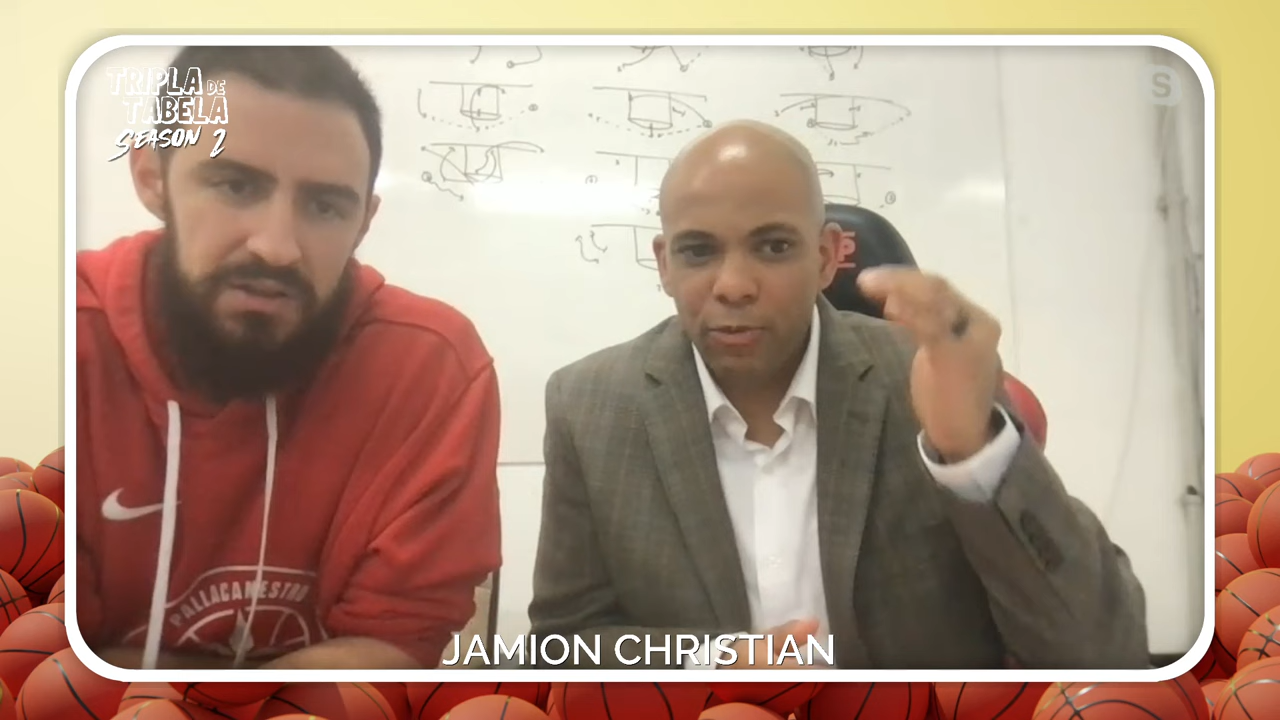 TRIPLA DE
TABELA
SEASON 2
S
PALLACANESTRO
JAMION CHRISTIAN